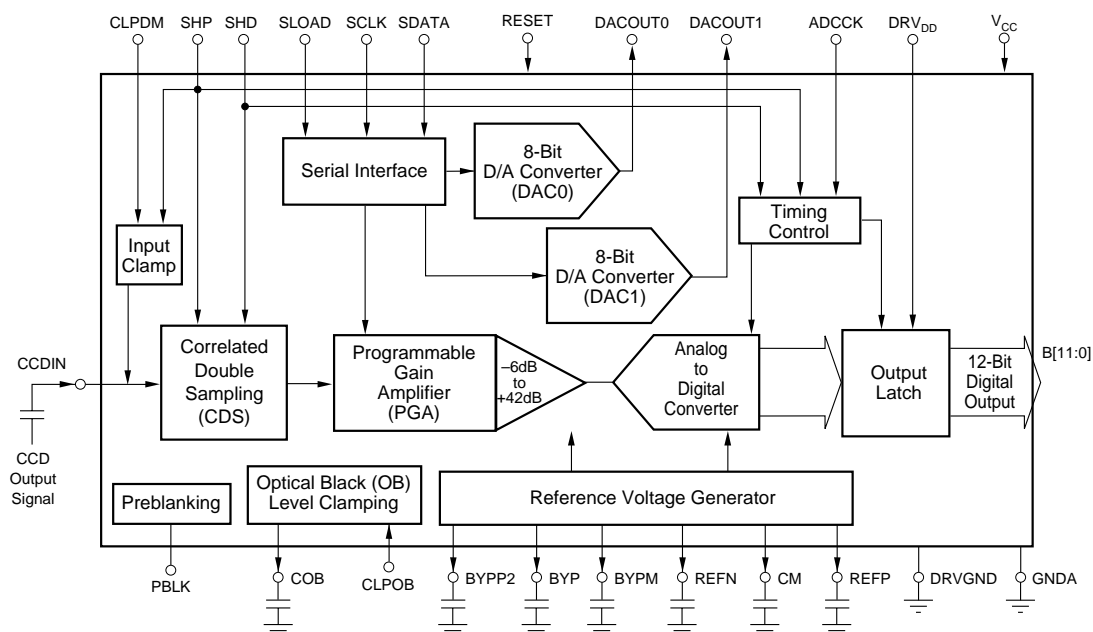 CLPDM SHP SHD SLOAD SCLK SDATA RESET DACOUT0 DACOUT1 ADCCK DRVDD VCC
8-Bit
D/A Converter
(DAC0)
Serial Interface
Timing
Control
Input
Clamp
8-Bit
D/A Converter
(DAC1)
CCDIN
Correlated
Double
Sampling
(CDS)
Programmable
Gain
Amplifier
(PGA)
–6dB
to
+42dB
Analog
to
Digital
Converter
Output
Latch
12-Bit
Digital
Output
B[11:0]
CCD
Output
Signal
Preblanking
Optical Black (OB)
Level Clamping
Reference Voltage Generator
PBLK COB CLPOB BYPP2 BYP BYPM REFN CM REFP DRVGND GNDA